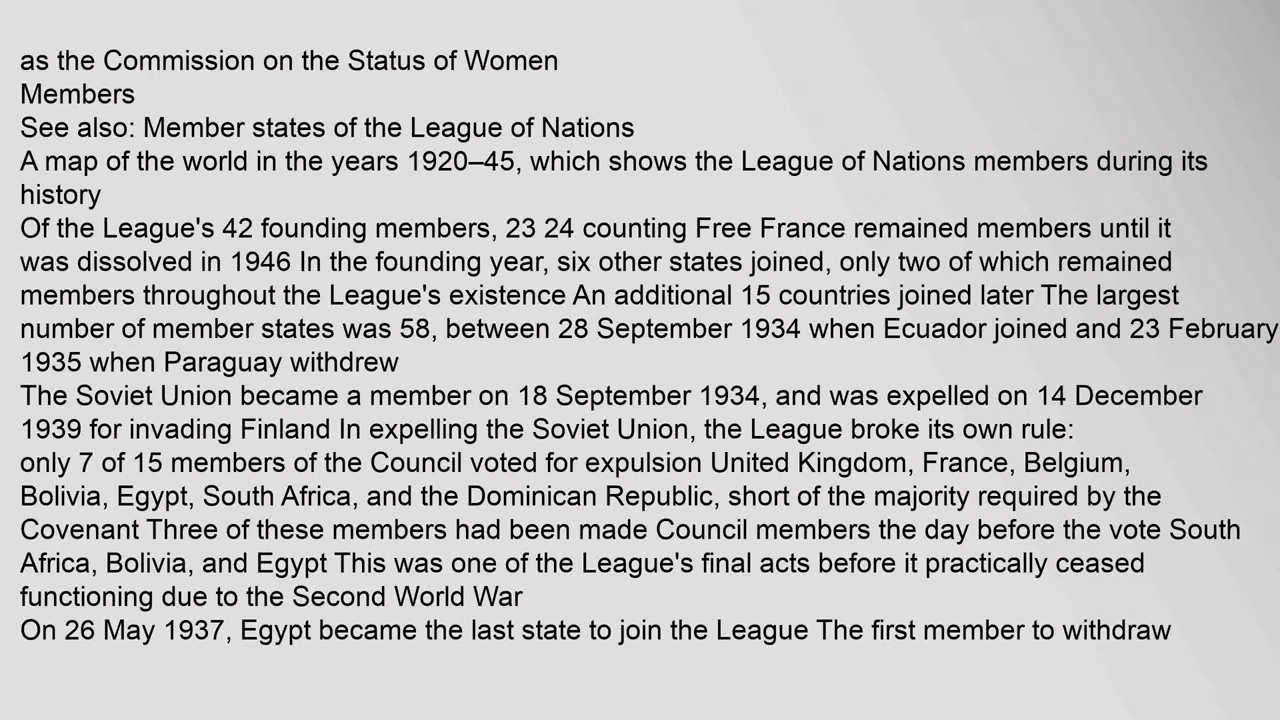 as the Commission on the Status of Women
Members
See also: Member states of the League of Nations
A map of the world in the years 1920–45, which shows the League of Nations members during its
history
Of the League's 42 founding members, 23 24 counting Free France remained members until it
was dissolved in 1946 In the founding year, six other states joined, only two of which remained
members throughout the League's existence An additional 15 countries joined later The largest
number of member states was 58, between 28 September 1934 when Ecuador joined and 23 February
1935 when Paraguay withdrew
The Soviet Union became a member on 18 September 1934, and was expelled on 14 December
1939 for invading Finland In expelling the Soviet Union, the League broke its own rule:
only 7 of 15 members of the Council voted for expulsion United Kingdom, France, Belgium,
Bolivia, Egypt, South Africa, and the Dominican Republic, short of the majority required by the
Covenant Three of these members had been made Council members the day before the vote South
Africa, Bolivia, and Egypt This was one of the League's final acts before it practically ceased
functioning due to the Second World War
On 26 May 1937, Egypt became the last state to join the League The first member to withdraw